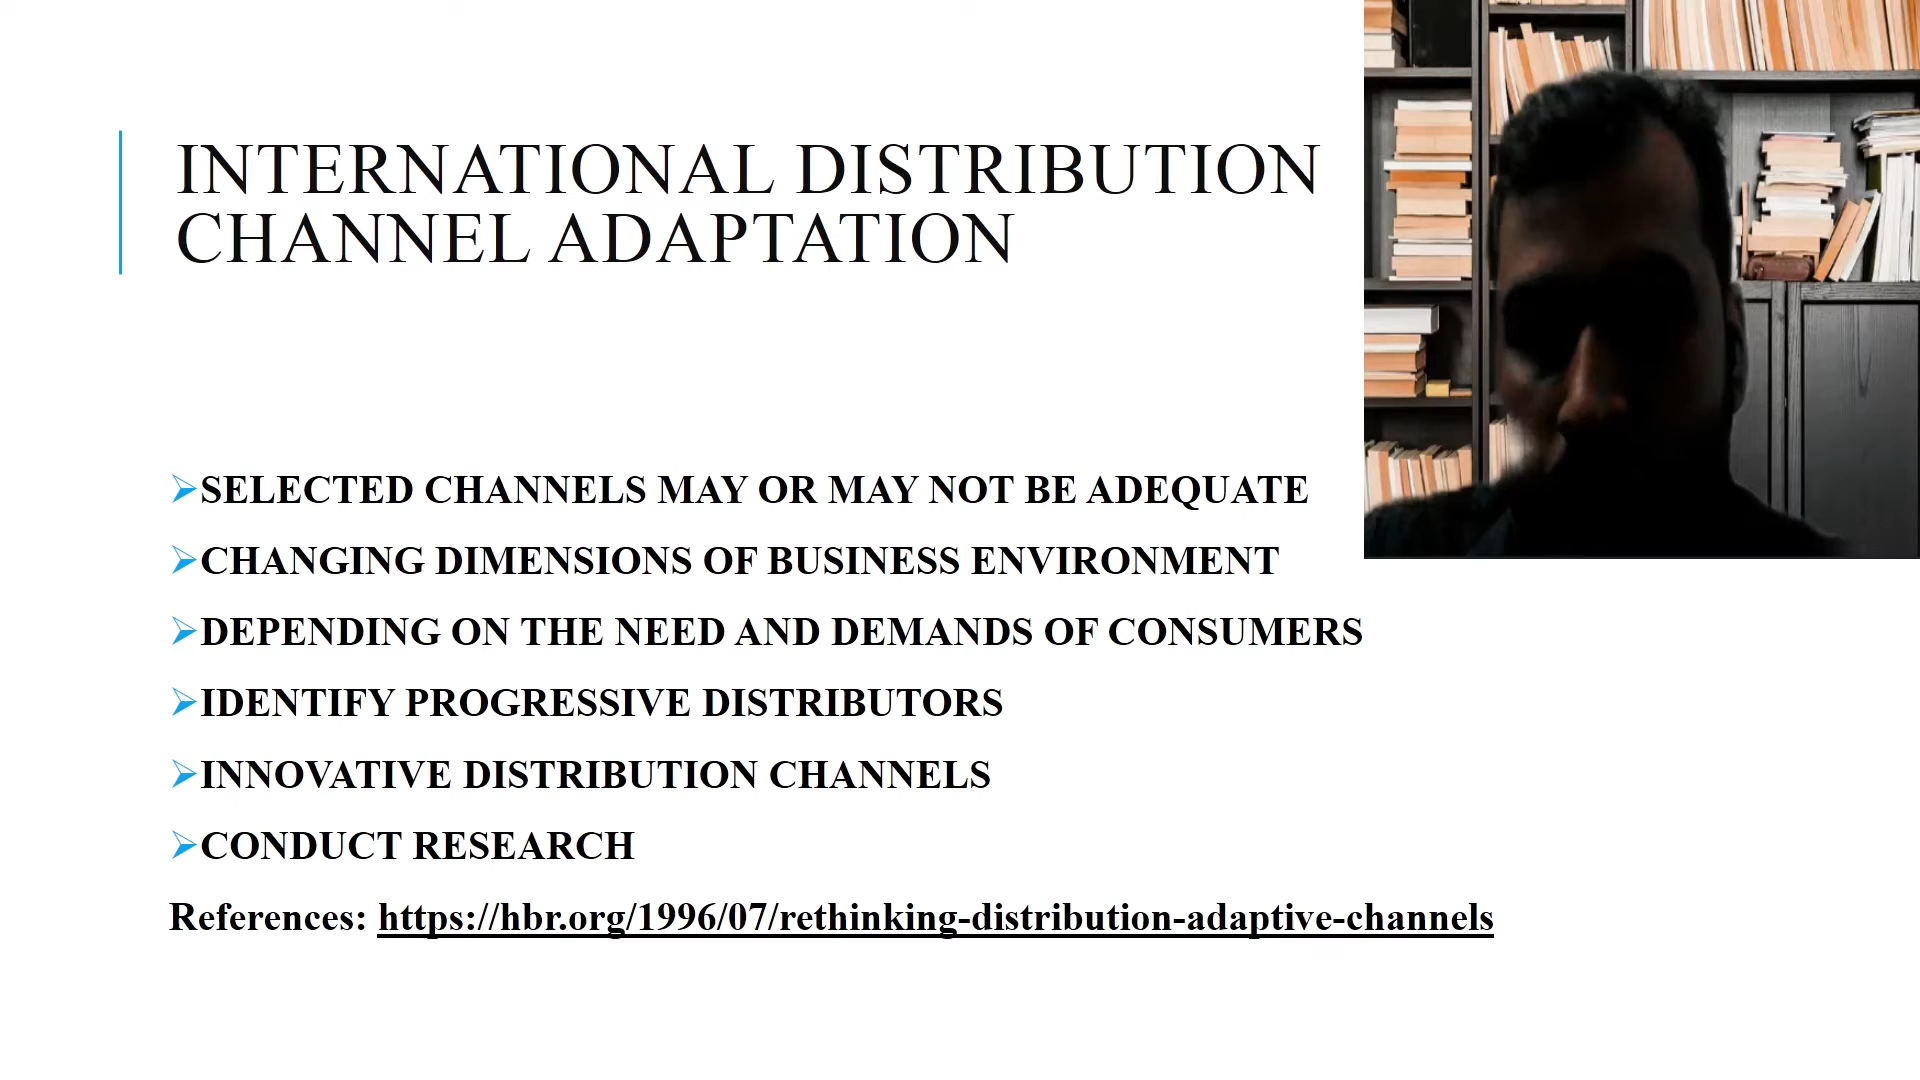 INTERNATIONAL DISTRIBUTION
CHANNEL ADAPTATION
➢SELECTED CHANNELS MAY OR MAY NOT BE ADEQUATE
➢CHANGING DIMENSIONS OF BUSINESS ENVIRONMENT
➢DEPENDING ON THE NEED AND DEMANDS OF CONSUMERS
➢IDENTIFY PROGRESSIVE DISTRIBUTORS
➢INNOVATIVE DISTRIBUTION CHANNELS
➢CONDUCT RESEARCH
References: https://hbr.org/1996/07/rethinking-distribution-adaptive-channels